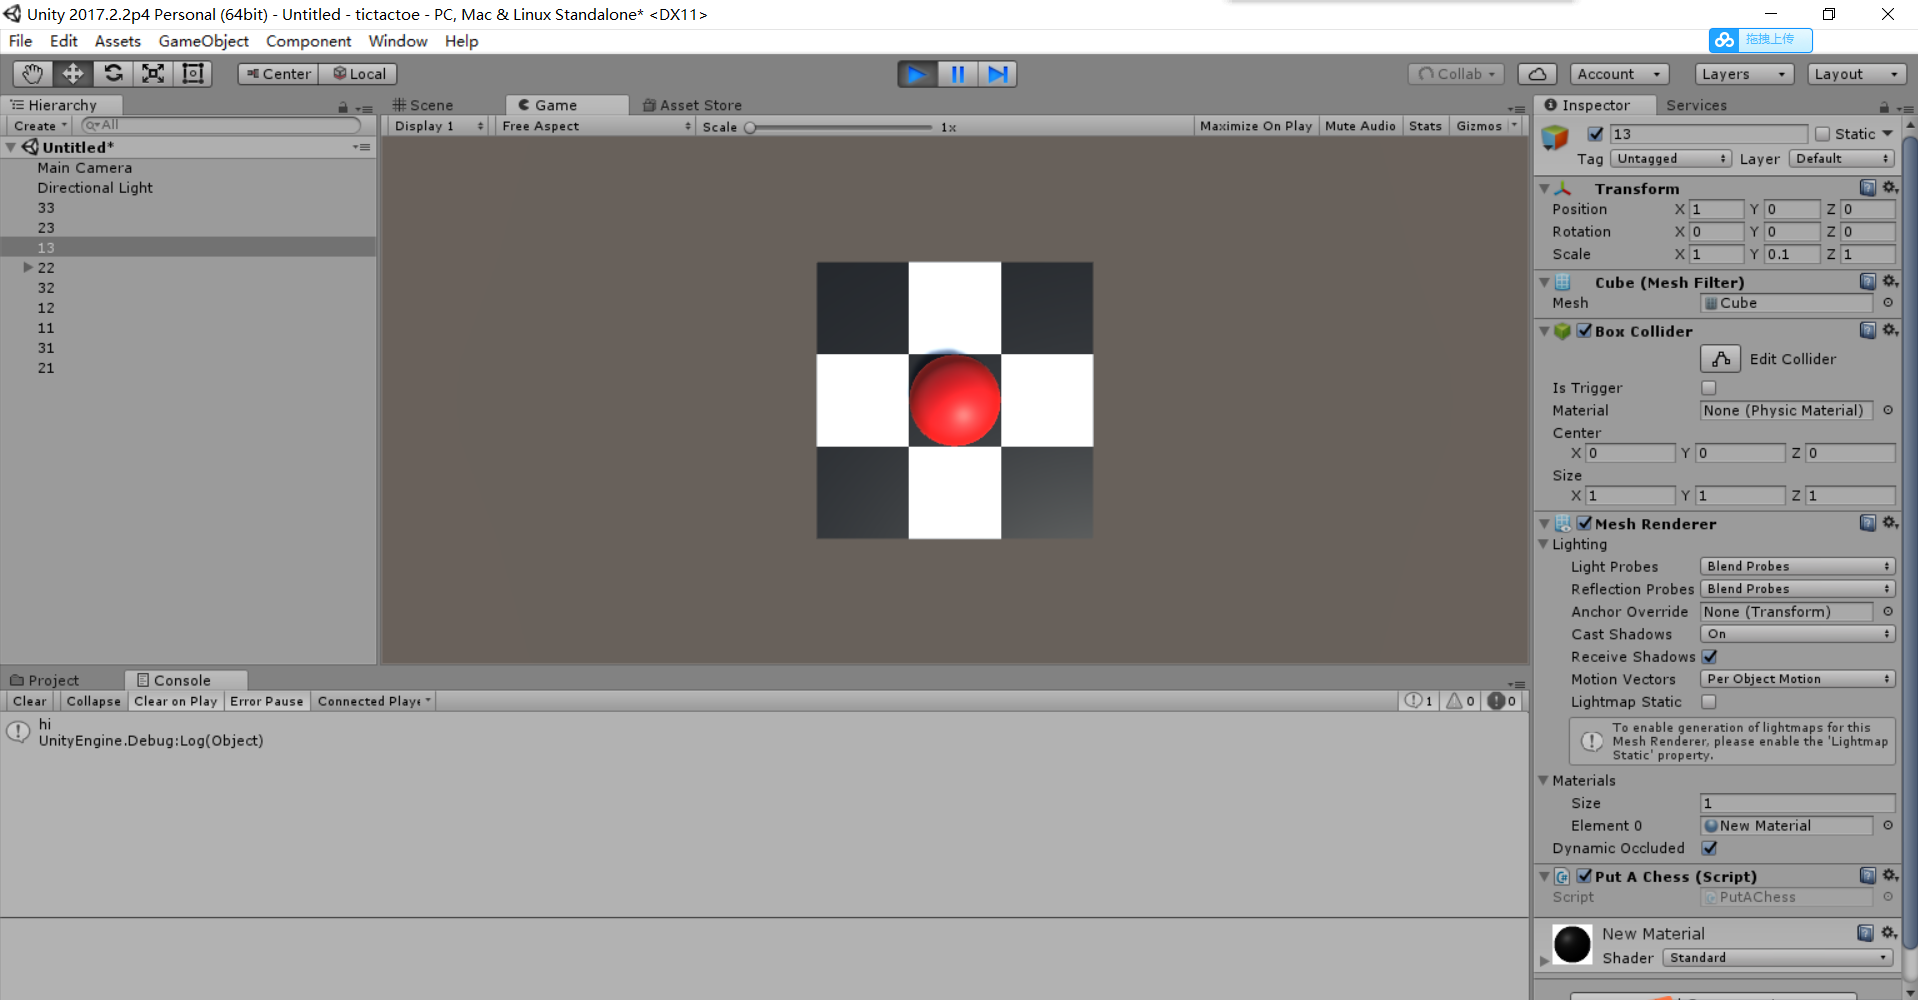 Unity 2017.2.2p4 Personal (64bit) - Untitled - tictactoe - PC, Mac & Linux Standalone* <DX11>
File Edit Assets GameObject Component Window Help
拖拽上传
Center Local Collab Account Layers Layout
Hierarchy Scene Game Asset Store Inspector Services
Create All Display 1 Free Aspect Scale 1x Maximize On Play Mute Audio Stats Gizmos
Untitled*
Main Camera
Directional Light
33
23
13
22
32
12
11
31
21
13 Static
Tag Untagged Layer Default
Transform
Position X 1 Y 0 Z 0
Rotation X 0 Y 0 Z 0
Scale X 1 Y 0.1 Z 1
Cube (Mesh Filter)
Mesh Cube
Box Collider
Edit Collider
Is Trigger
Material None (Physic Material)
Center
X 0 Y 0 Z 0
Size
X 1 Y 1 Z 1
Mesh Renderer
Lighting
Light Probes Blend Probes
Reflection Probes Blend Probes
Anchor Override None (Transform)
Cast Shadows On
Receive Shadows
Motion Vectors Per Object Motion
Lightmap Static
To enable generation of lightmaps for this
Mesh Renderer, please enable the 'Lightmap
Static' property.
Materials
Size 1
Element 0 New Material
Dynamic Occluded
Put A Chess (Script)
Script PutAChess
New Material
Shader Standard
Project Console
Clear Collapse Clear on Play Error Pause Connected Playe 1 0 0
hi
UnityEngine.Debug:Log(Object)